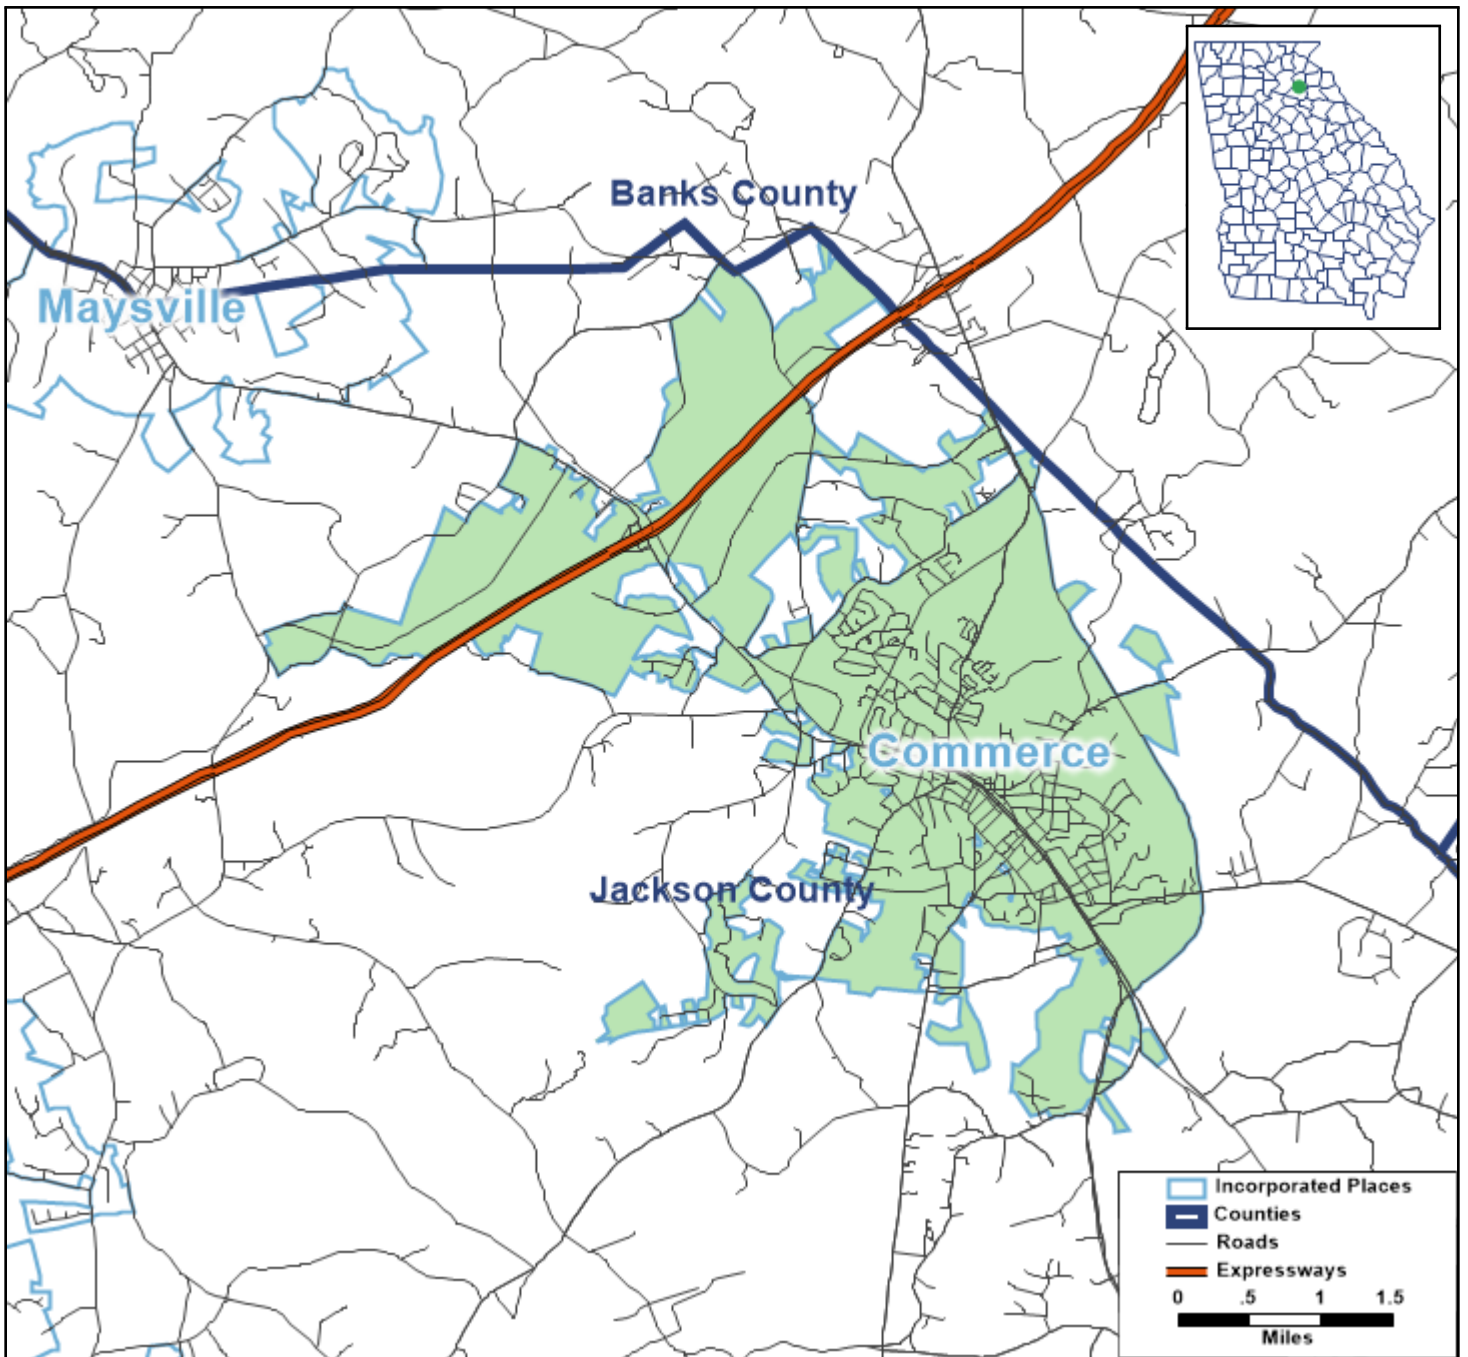 Banks County
Maysville
Commerce
Jackson County
Incorporated Places
Counties
Roads
Expressways
0 .5 1 1.5
Miles